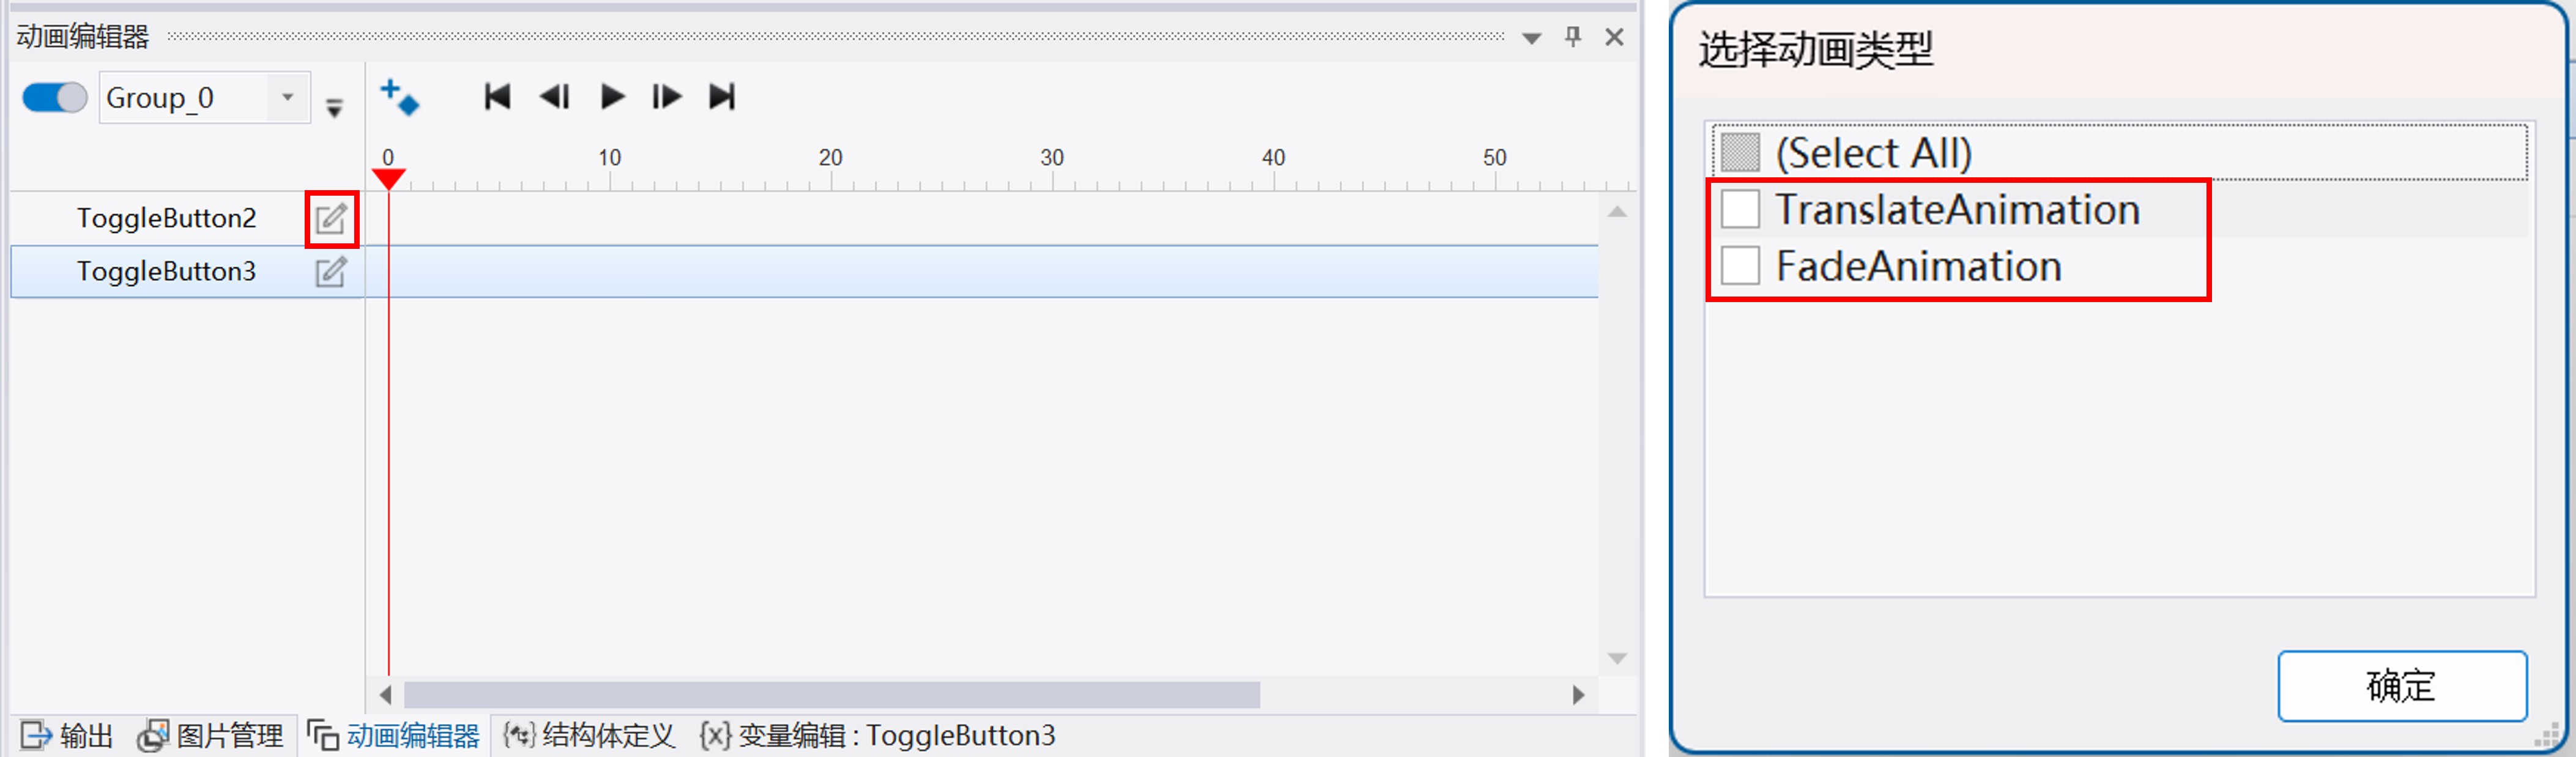 动画编辑器
Group_0
0 10 20 30 40 50
ToggleButton2
ToggleButton3
输出 图片管理 动画编辑器 结构体定义 {x} 变量编辑 : ToggleButton3
选择动画类型
(Select All)
TranslateAnimation
FadeAnimation
确定